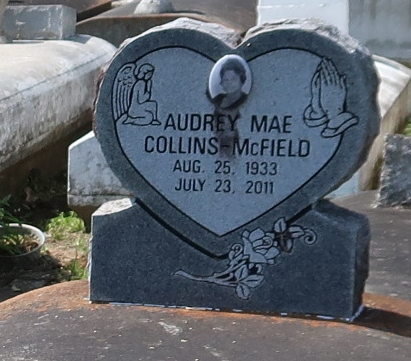 AUDREY MAE
COLLINS-McFIELD
AUG. 25, 1933
JULY 23, 2011